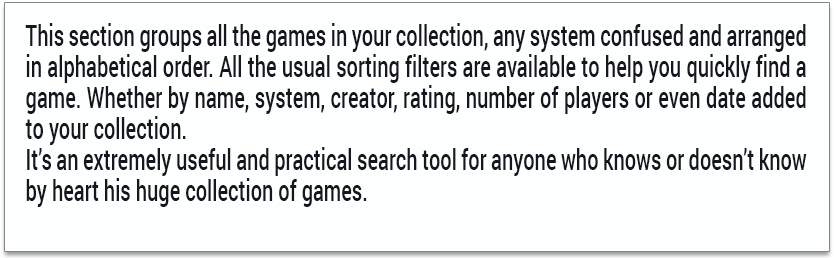 This section groups all the games in your collection, any system confused and arranged
in alphabetical order. All the usual sorting filters are available to help you quickly find a
game. Whether by name, system, creator, rating, number of players or even date added
to your collection.
It’s an extremely useful and practical search tool for anyone who knows or doesn’t know
by heart his huge collection of games.